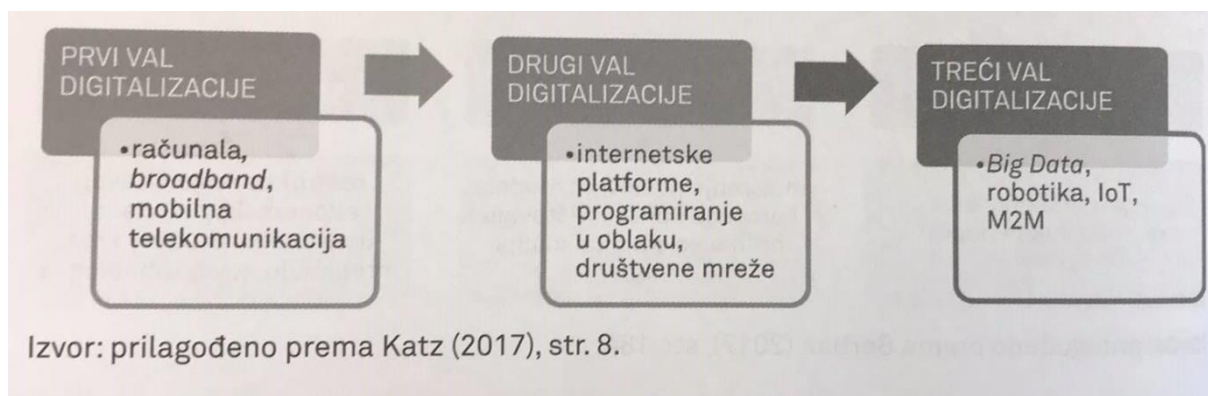 PRVI VAL
DIGITALIZACIJE
•računala,
broadband,
mobilna
telekomunikacija
DRUGI VAL
DIGITALIZACIJE
•internetske
platforme,
programiranje
u oblaku,
društvene mreže
TREĆI VAL
DIGITALIZACIJE
•Big Data,
robotika, IoT,
M2M
Izvor: prilagođeno prema Katz (2017), str. 8.